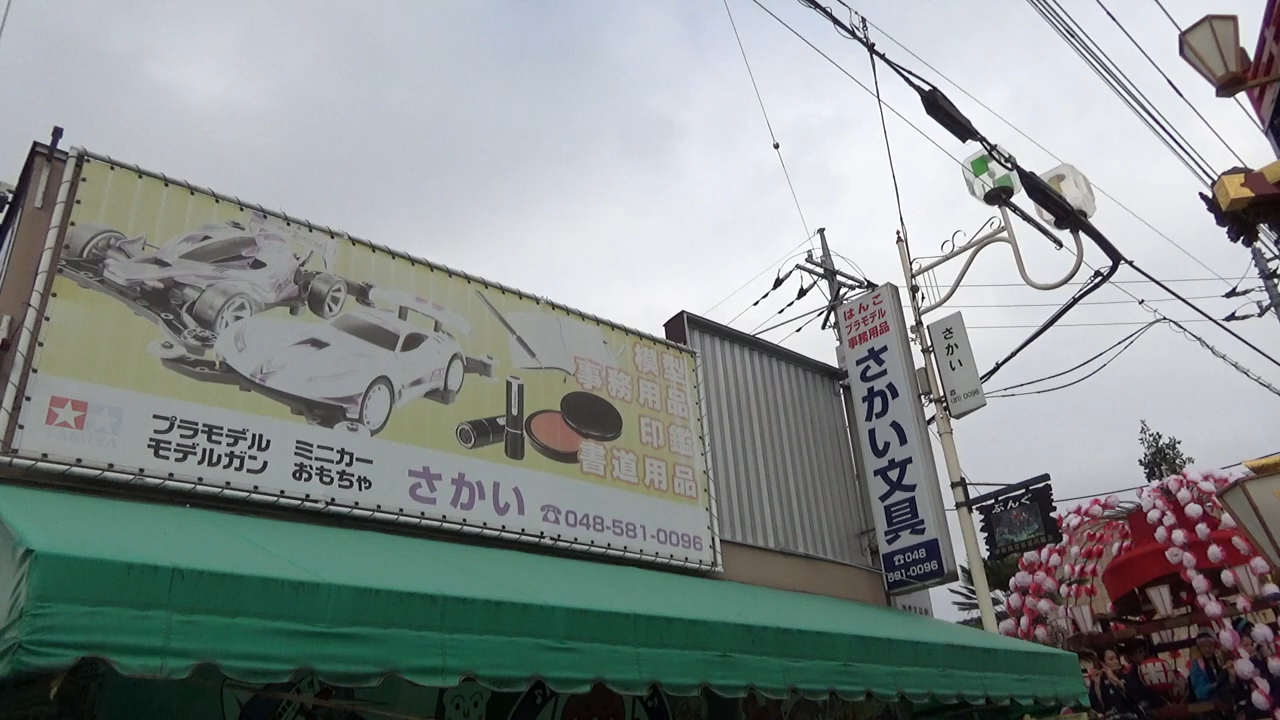 模型
事務用品
印鑑
書道用品
プラモデル ミニカー
モデルガン おもちゃ
さかい ☎048-581-0096
はんこ
プラモデル
事務用品
さかい文具
☎048
581-0096
さかい
ぶんぐ